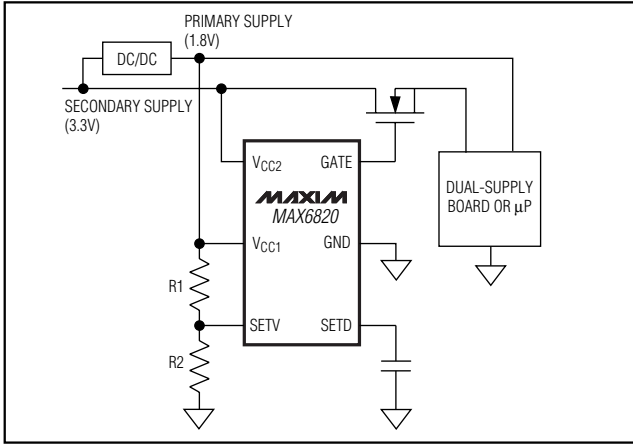 PRIMARY SUPPLY
(1.8V)
DC/DC
SECONDARY SUPPLY
(3.3V)
VCC2
GATE
MAXIM
MAX6820
DUAL-SUPPLY
BOARD OR µP
VCC1
GND
R1
SETV
SETD
R2